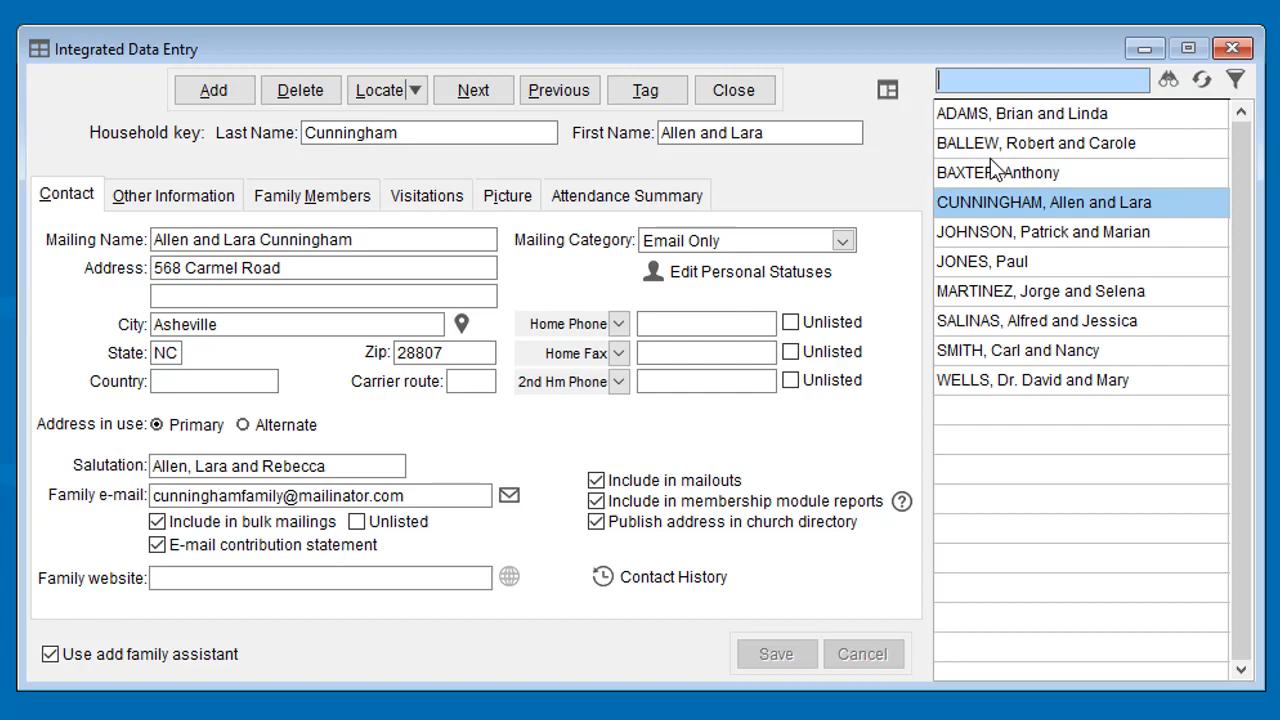 Integrated Data Entry
Add Delete Locate Next Previous Tag Close
Household key: Last Name: Cunningham First Name: Allen and Lara
Contact Other Information Family Members Visitations Picture Attendance Summary
Mailing Name: Allen and Lara Cunningham
Address: 568 Carmel Road
City: Asheville
State: NC Zip: 28807
Country: Carrier route:
Mailing Category: Email Only
Edit Personal Statuses
Home Phone Unlisted
Home Fax Unlisted
2nd Hm Phone Unlisted
Address in use: Primary Alternate
Salutation: Allen, Lara and Rebecca
Family e-mail: cunninghamfamily@mailinator.com
Include in bulk mailings Unlisted
E-mail contribution statement
Family website:
Include in mailouts
Include in membership module reports ?
Publish address in church directory
Contact History
Use add family assistant
Save Cancel
ADAMS, Brian and Linda
BALLEW, Robert and Carole
BAXTER, Anthony
CUNNINGHAM, Allen and Lara
JOHNSON, Patrick and Marian
JONES, Paul
MARTINEZ, Jorge and Selena
SALINAS, Alfred and Jessica
SMITH, Carl and Nancy
WELLS, Dr. David and Mary